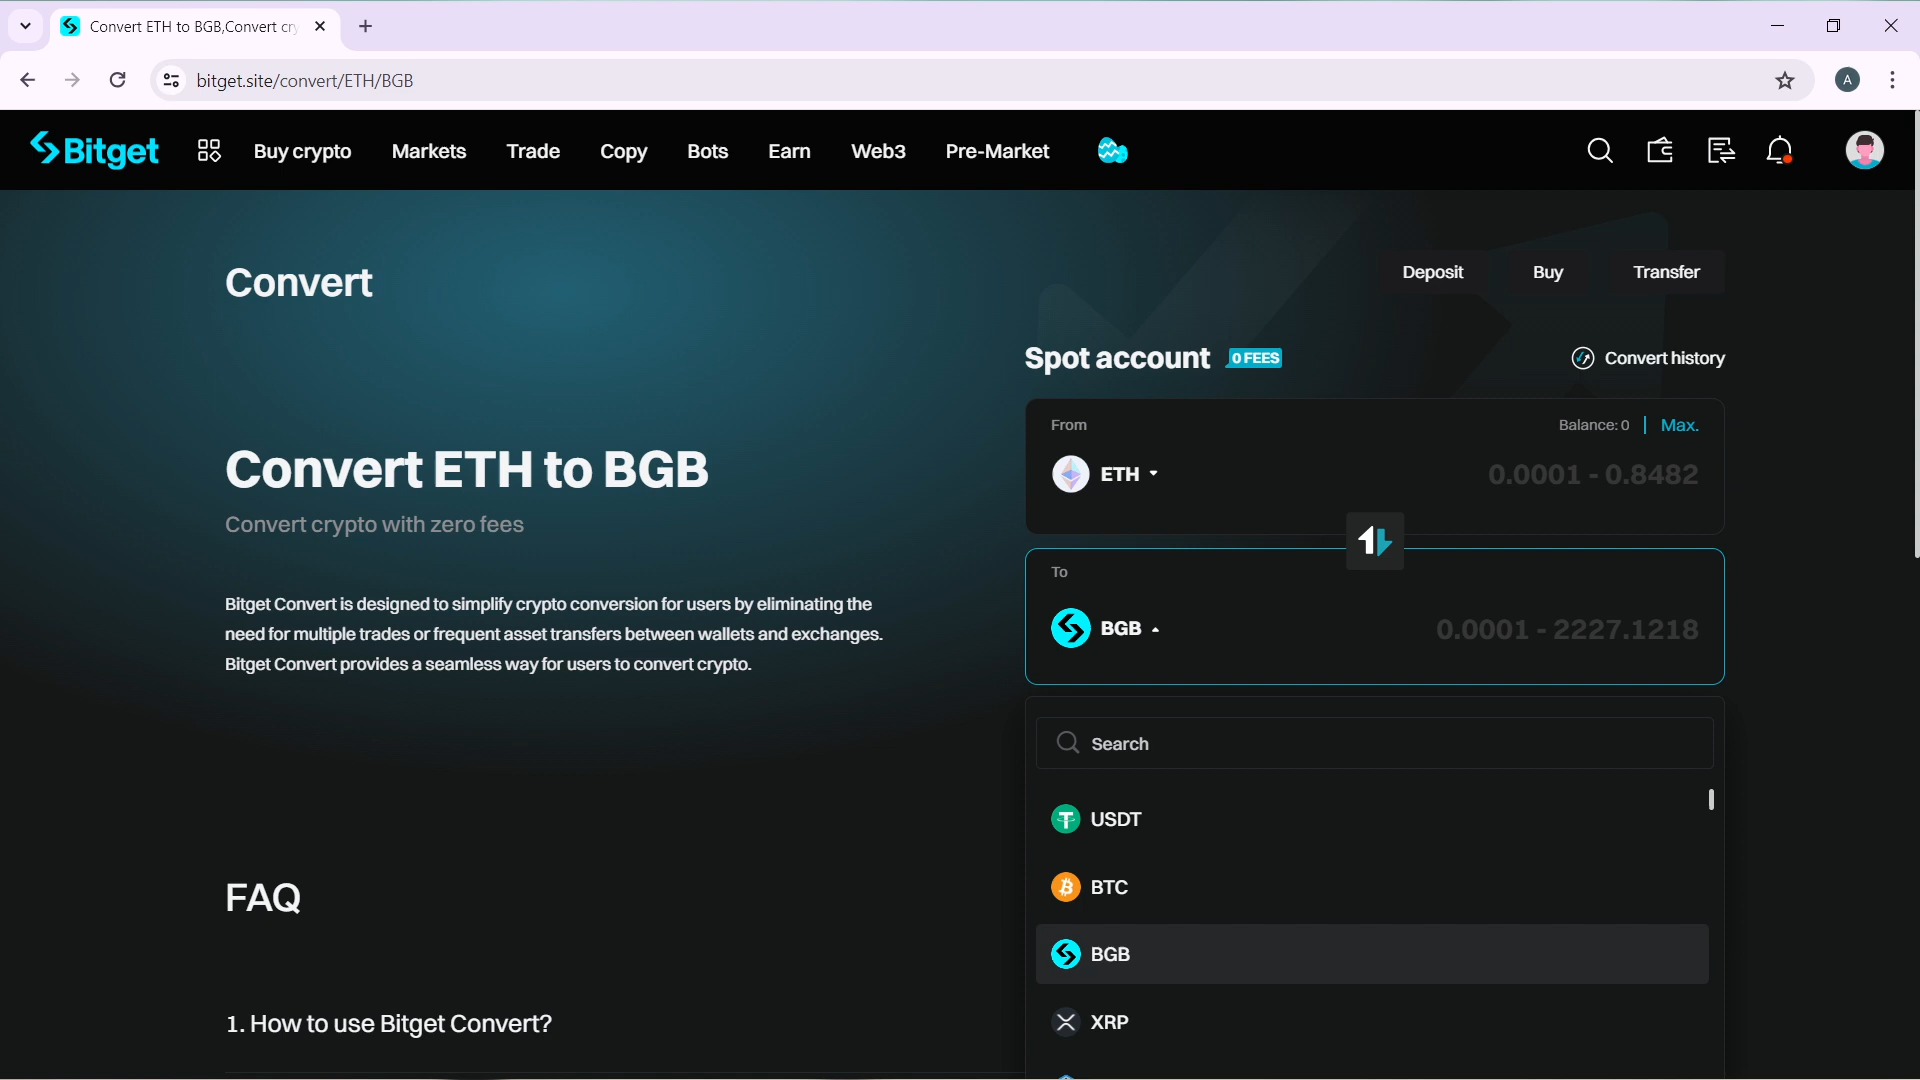 Convert ETH to BGB,Convert cry
bitget.site/convert/ETH/BGB
A
Bitget
Buy crypto
Markets
Trade
Copy
Bots
Earn
Web3
Pre-Market
Convert
Deposit
Buy
Transfer
Spot account
0 FEES
Convert history
From
Balance: 0
Max.
ETH
0.0001 - 0.8482
Convert ETH to BGB
Convert crypto with zero fees
To
BGB
0.0001 - 2227.1218
Bitget Convert is designed to simplify crypto conversion for users by eliminating the
need for multiple trades or frequent asset transfers between wallets and exchanges.
Bitget Convert provides a seamless way for users to convert crypto.
Search
USDT
BTC
BGB
XRP
FAQ
1. How to use Bitget Convert?